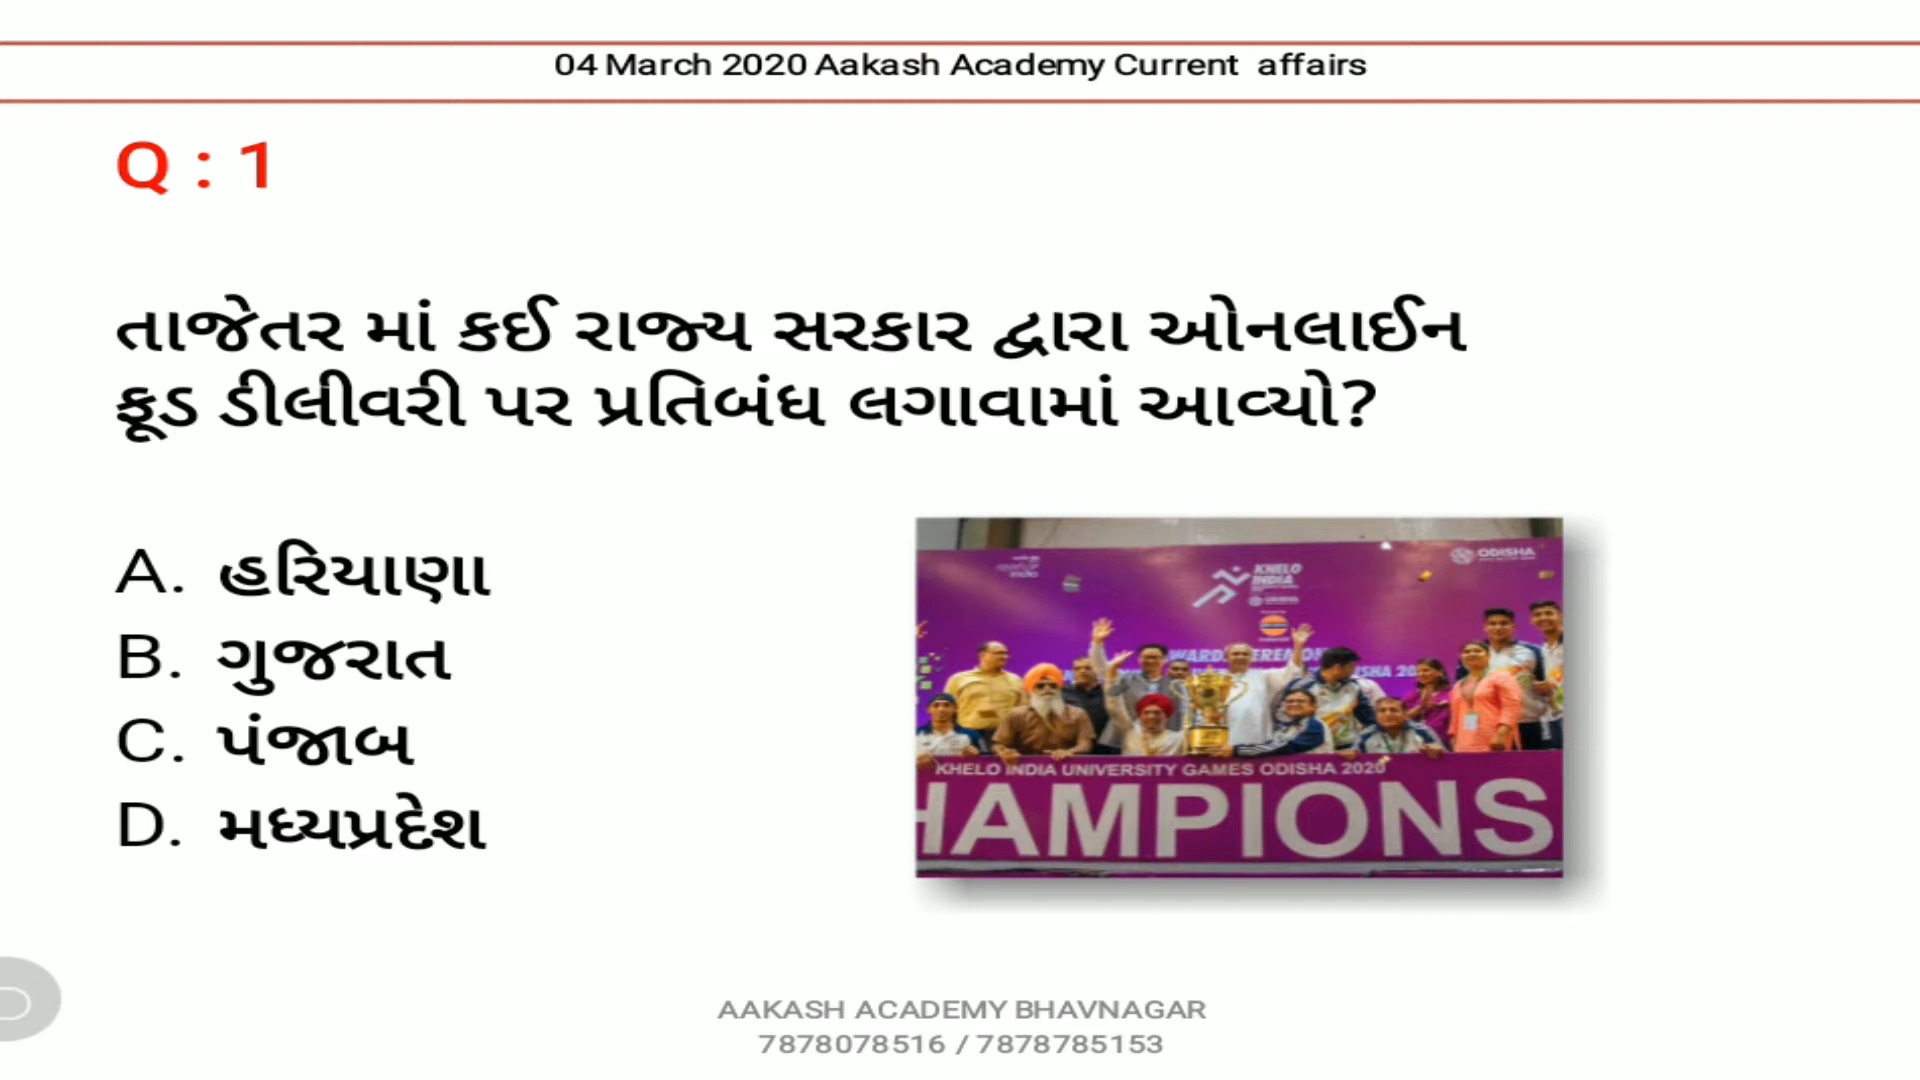 04 March 2020 Aakash Academy Current affairs
Q : 1
તાજેતર માં કઈ રાજ્ય સરકાર દ્વારા ઓનલાઈન
ફૂડ ડીલીવરી પર પ્રતિબંધ લગાવામાં આવ્યો?
A. હરિયાણા
B. ગુજરાત
C. પંજાબ
D. મધ્યપ્રદેશ
ODISHA
KHELO
INDIA
KHELO INDIA UNIVERSITY GAMES ODISHA 2020
HAMPIONS
AAKASH ACADEMY BHAVNAGAR
7878078516 / 7878785153